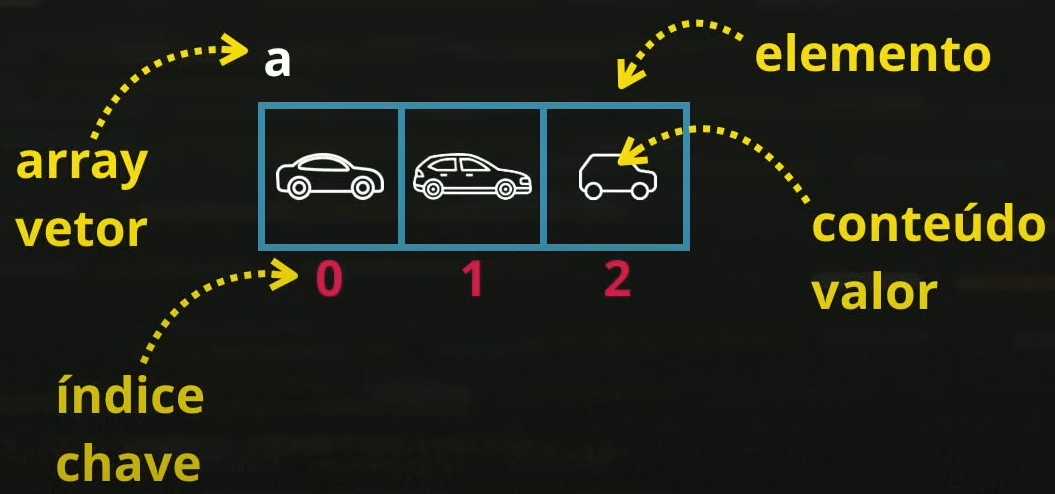 a
elemento
array
vetor
conteúdo
valor
0 1 2
índice
chave